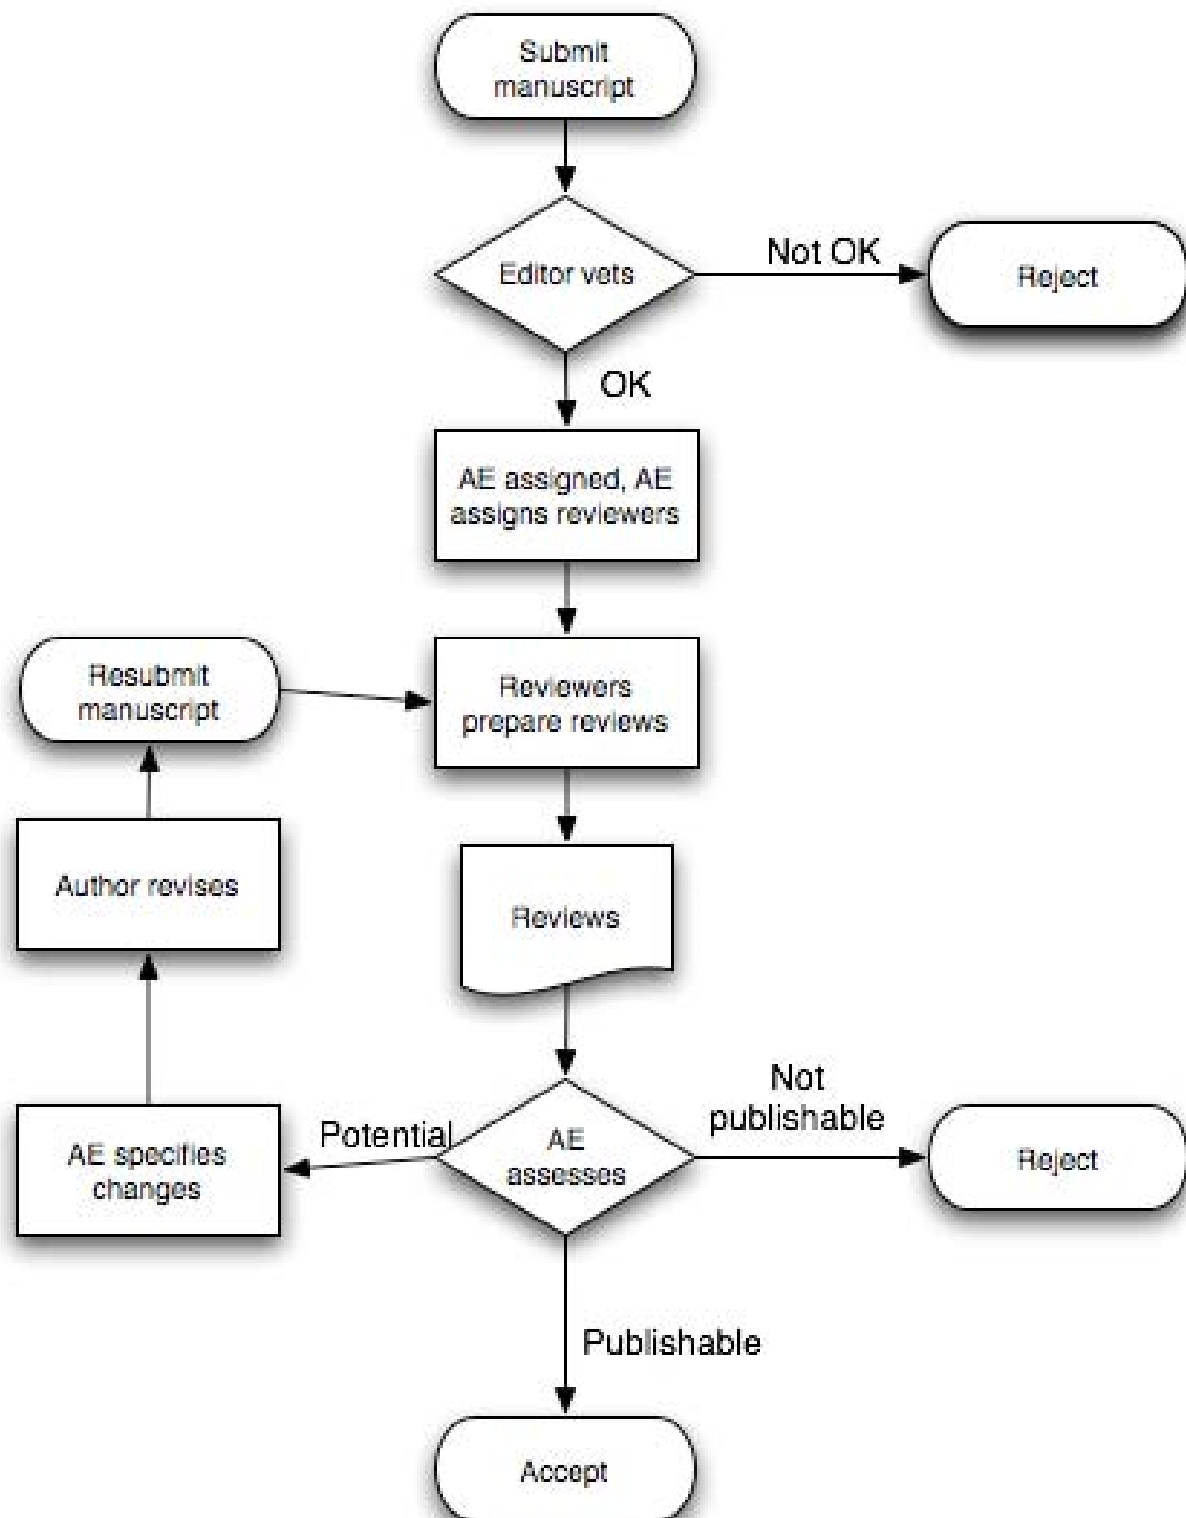 Submit
manuscript
Editor vets
Not OK
Reject
OK
AE assigned, AE
assigns reviewers
Resubmit
manuscript
Reviewers
prepare reviews
Author revises
Reviews
AE specifies
changes
Potential
AE
assesses
Not
publishable
Reject
Publishable
Accept